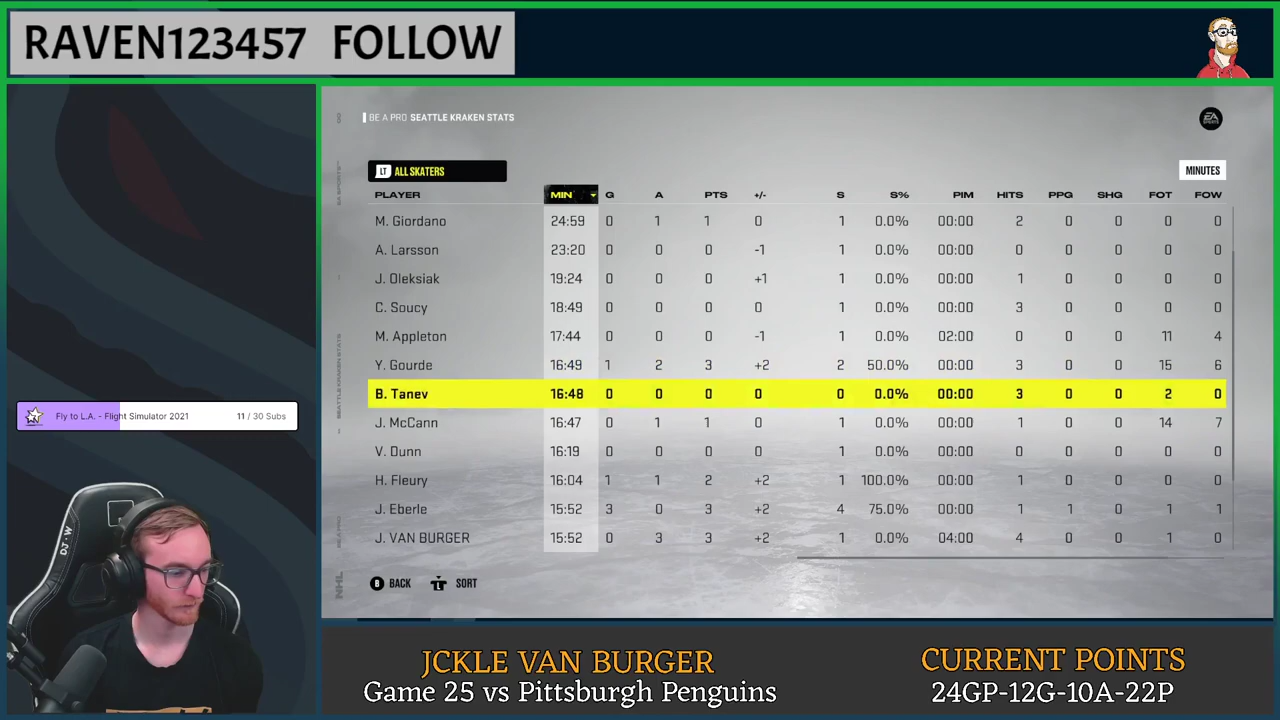 RAVEN123457 FOLLOW
BE A PRO SEATTLE KRAKEN STATS
EA
SPORTS
LT ALL SKATERS
MINUTES
PLAYER MIN G A PTS +/- S S% PIM HITS PPG SHG FOT FOW
M. Giordano 24:59 0 1 1 0 1 0.0% 00:00 2 0 0 0 0
A. Larsson 23:20 0 0 0 -1 1 0.0% 00:00 0 0 0 0 0
J. Oleksiak 19:24 0 0 0 +1 1 0.0% 00:00 1 0 0 0 0
C. Soucy 18:49 0 0 0 0 1 0.0% 00:00 3 0 0 0 0
M. Appleton 17:44 0 0 0 -1 1 0.0% 02:00 0 0 0 11 4
Y. Gourde 16:49 1 2 3 +2 2 50.0% 00:00 3 0 0 15 6
B. Tanev 16:48 0 0 0 0 0 0.0% 00:00 3 0 0 2 0
J. McCann 16:47 0 1 1 0 1 0.0% 00:00 1 0 0 14 7
V. Dunn 16:19 0 0 0 0 1 0.0% 00:00 1 0 0 0 0
H. Fleury 16:04 1 1 2 +2 1 100.0% 00:00 1 0 0 0 0
J. Eberle 15:52 3 0 3 +2 4 75.0% 00:00 1 1 0 1 1
J. VAN BURGER 15:52 0 3 3 +2 1 0.0% 04:00 4 0 0 1 0
B BACK L SORT
Fly to L.A. - Flight Simulator 2021 11 / 30 Subs
DJ-W
NHL
JCKLE VAN BURGER
Game 25 vs Pittsburgh Penguins
CURRENT POINTS
24GP-12G-10A-22P